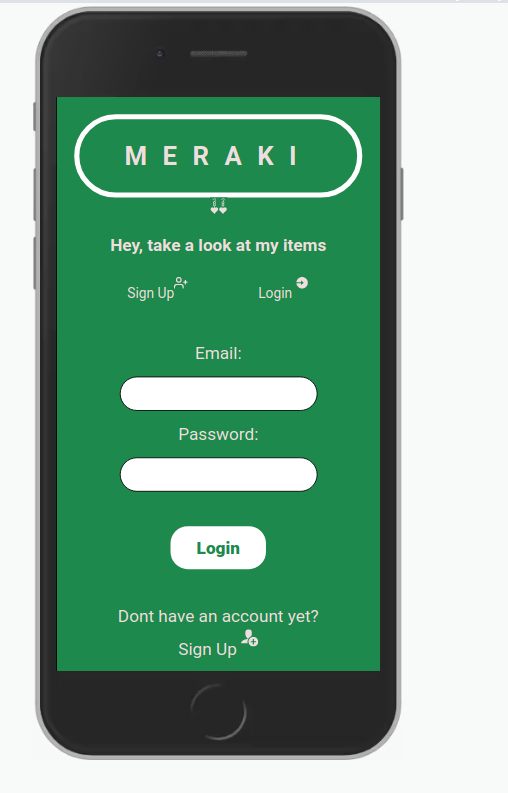 MERAKI
Hey, take a look at my items
Sign Up Login
Email:
Password:
Login
Dont have an account yet?
Sign Up